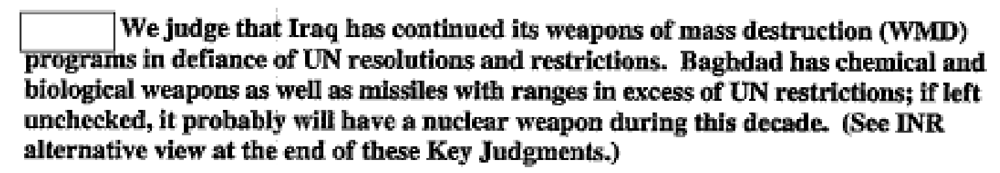 We judge that Iraq has continued its weapons of mass destruction (WMD)
programs in defiance of UN resolutions and restrictions. Baghdad has chemical and
biological weapons as well as missiles with ranges in excess of UN restrictions; if left
unchecked, it probably will have a nuclear weapon during this decade. (See INR
alternative view at the end of these Key Judgments.)